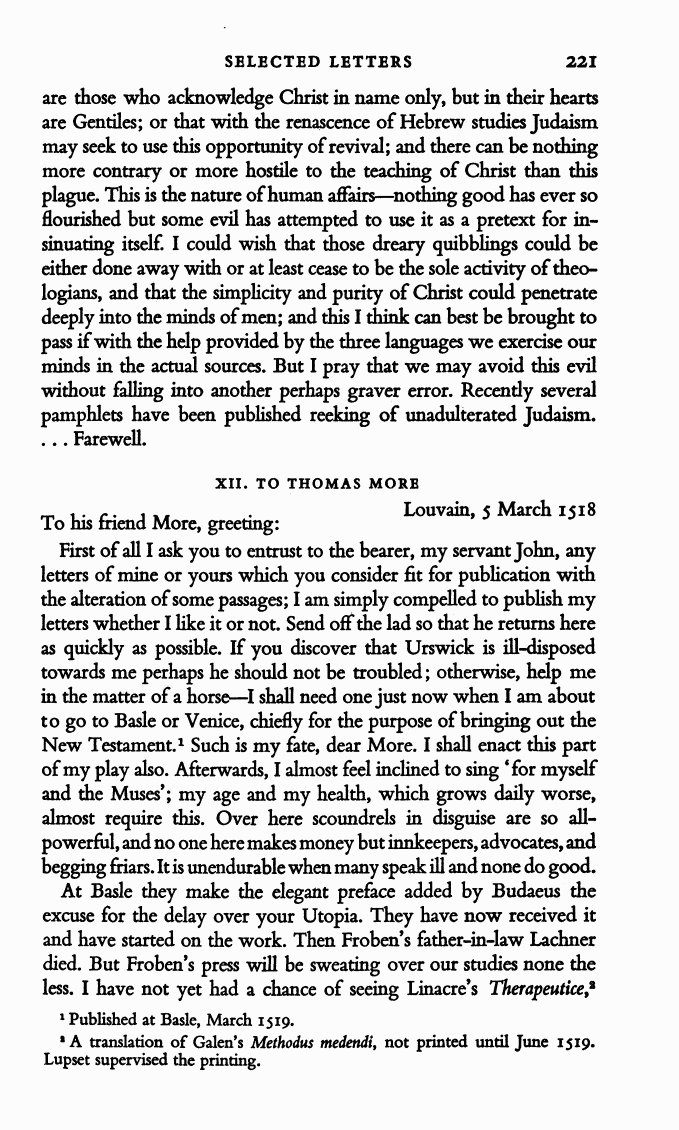 SELECTED LETTERS 221
are those who acknowledge Christ in name only, but in their hearts
are Gentiles; or that with the renascence of Hebrew studies Judaism
may seek to use this opportunity of revival; and there can be nothing
more contrary or more hostile to the teaching of Christ than this
plague. This is the nature of human affairs—nothing good has ever so
flourished but some evil has attempted to use it as a pretext for in-
sinuating itself. I could wish that those dreary quibblings could be
either done away with or at least cease to be the sole activity of theo-
logians, and that the simplicity and purity of Christ could penetrate
deeply into the minds of men; and this I think can best be brought to
pass if with the help provided by the three languages we exercise our
minds in the actual sources. But I pray that we may avoid this evil
without falling into another perhaps graver error. Recently several
pamphlets have been published reeking of unadulterated Judaism.
. . . Farewell.
XII. TO THOMAS MORE
Louvain, 5 March 1518
To his friend More, greeting:
First of all I ask you to entrust to the bearer, my servant John, any
letters of mine or yours which you consider fit for publication with
the alteration of some passages; I am simply compelled to publish my
letters whether I like it or not. Send off the lad so that he returns here
as quickly as possible. If you discover that Urswick is ill-disposed
towards me perhaps he should not be troubled; otherwise, help me
in the matter of a horse—I shall need one just now when I am about
to go to Basle or Venice, chiefly for the purpose of bringing out the
New Testament.¹ Such is my fate, dear More. I shall enact this part
of my play also. Afterwards, I almost feel inclined to sing 'for myself
and the Muses'; my age and my health, which grows daily worse,
almost require this. Over here scoundrels in disguise are so all-
powerful, and no one here makes money but innkeepers, advocates, and
begging friars. It is unendurable when many speak ill and none do good.
At Basle they make the elegant preface added by Budaeus the
excuse for the delay over your Utopia. They have now received it
and have started on the work. Then Froben's father-in-law Lachner
died. But Froben's press will be sweating over our studies none the
less. I have not yet had a chance of seeing Linacre's Therapeutice,²
¹ Published at Basle, March 1519.
² A translation of Galen's Methodus medendi, not printed until June 1519.
Lupset supervised the printing.